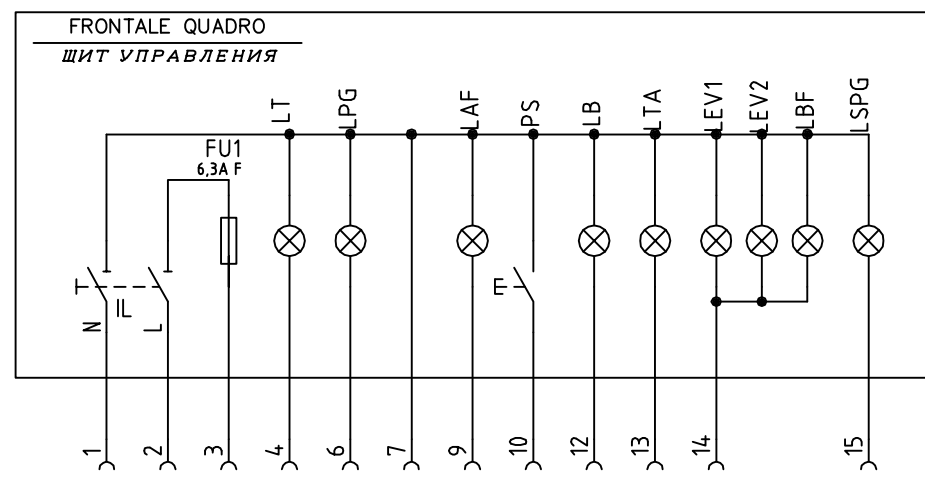 FRONTALE QUADRO
ЩИТ УПРАВЛЕНИЯ
LT
LPG
LAF
PS
LB
LTA
LEV1
LEV2
LBF
LSPG
FU1
6,3A F
IL
N
L
1
2
3
4
6
7
9
10
12
13
14
15